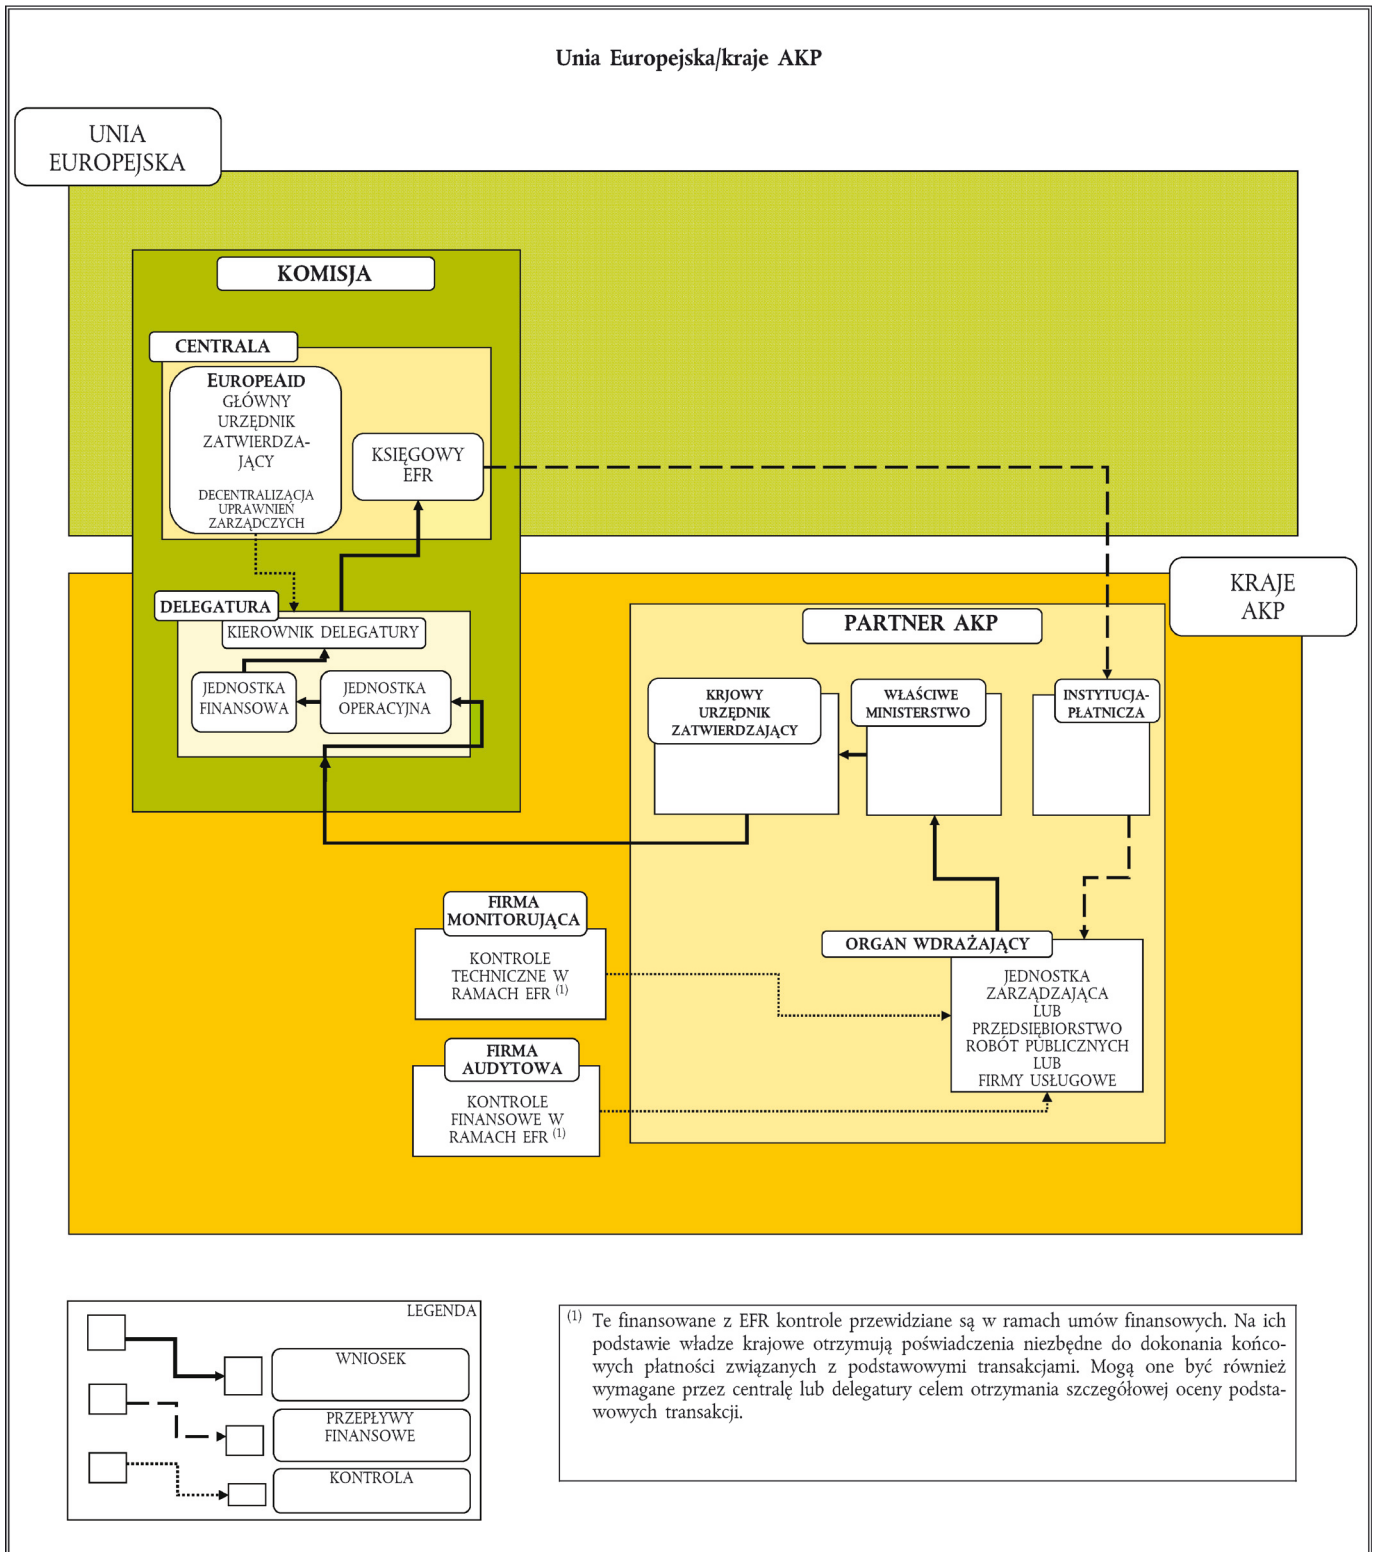 Unia Europejska/kraje AKP
UNIA
EUROPEJSKA
KOMISJA
CENTRALA
EUROPEAID
GŁÓWNY
URZĘDNIK
ZATWIERDZA-
JĄCY
DECENTRALIZACJA
UPRAWNIEŃ
ZARZĄDCZYCH
KSIĘGOWY
EFR
DELEGATURA
KIEROWNIK DELEGATURY
JEDNOSTKA
FINANSOWA
JEDNOSTKA
OPERACYJNA
KRAJE
AKP
PARTNER AKP
KRJOWY
URZĘDNIK
ZATWIERDZAJĄCY
WŁAŚCIWE
MINISTERSTWO
INSTYTUCJA-
PŁATNICZA
FIRMA
MONITORUJĄCA
KONTROLE
TECHNICZNE W
RAMACH EFR (1)
ORGAN WDRAŻAJĄCY
JEDNOSTKA
ZARZĄDZAJĄCA
LUB
PRZEDSIĘBIORSTWO
ROBÓT PUBLICZNYCH
LUB
FIRMY USŁUGOWE
FIRMA
AUDYTOWA
KONTROLE
FINANSOWE W
RAMACH EFR (1)
LEGENDA
WNIOSEK
PRZEPŁYWY
FINANSOWE
KONTROLA
(1) Te finansowane z EFR kontrole przewidziane są w ramach umów finansowych. Na ich
podstawie władze krajowe otrzymują poświadczenia niezbędne do dokonania końco-
wych płatności związanych z podstawowymi transakcjami. Mogą one być również
wymagane przez centralę lub delegatury celem otrzymania szczegółowej oceny podsta-
wowych transakcji.